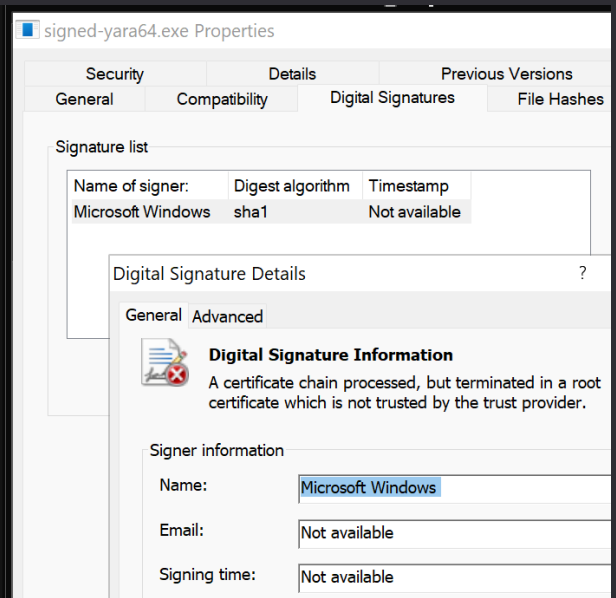 signed-yara64.exe Properties
Security Details Previous Versions
General Compatibility Digital Signatures File Hashes
Signature list
Name of signer: Digest algorithm Timestamp
Microsoft Windows sha1 Not available
Digital Signature Details ?
General Advanced
Digital Signature Information
A certificate chain processed, but terminated in a root
certificate which is not trusted by the trust provider.
Signer information
Name: Microsoft Windows
Email: Not available
Signing time: Not available